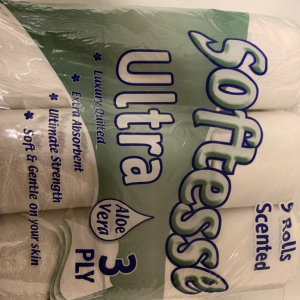 Softesse
Ultra
Luxury Quilted
Extra Absorbent
Ultimate Strength
Soft & Gentle on your skin
Aloe
Vera
3
PLY
9 Rolls
Scented